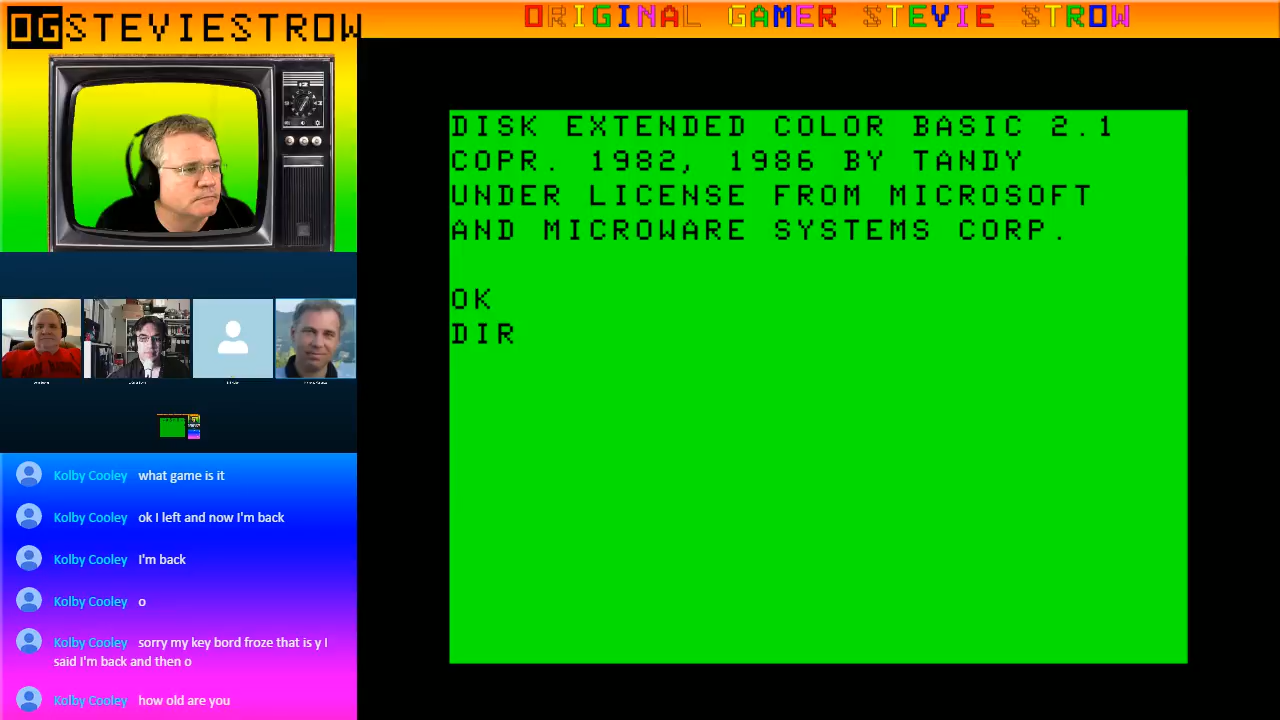 OGSTEVIESTROW
ORIGINAL GAMER STEVIE STROW
DISK EXTENDED COLOR BASIC 2.1
COPR. 1982, 1986 BY TANDY
UNDER LICENSE FROM MICROSOFT
AND MICROWARE SYSTEMS CORP.
OK
DIR
Kolby Cooley what game is it
Kolby Cooley ok I left and now I'm back
Kolby Cooley I'm back
Kolby Cooley o
Kolby Cooley sorry my key bord froze that is y I
said I'm back and then o
Kolby Cooley how old are you